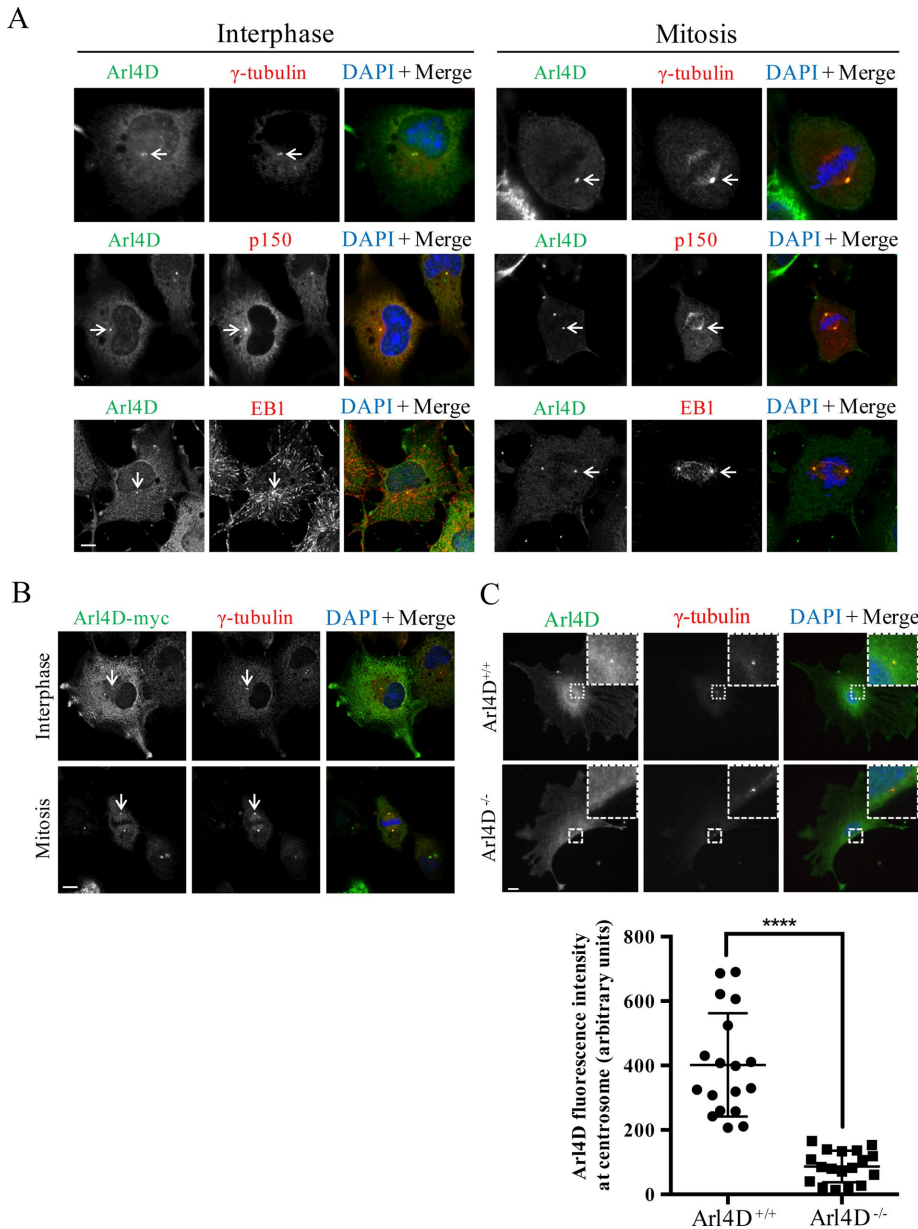 A
Interphase
Mitosis
Arl4D γ-tubulin DAPI + Merge Arl4D γ-tubulin DAPI + Merge
Arl4D p150 DAPI + Merge Arl4D p150 DAPI + Merge
Arl4D EB1 DAPI + Merge Arl4D EB1 DAPI + Merge
B
Arl4D-myc γ-tubulin DAPI + Merge
Interphase
Mitosis
C
Arl4D γ-tubulin DAPI + Merge
Arl4D+/+
Arl4D-/-
Arl4D fluorescence intensity
at centrosome (arbitrary units)
800
600
400
200
0
****
Arl4D+/+ Arl4D-/-